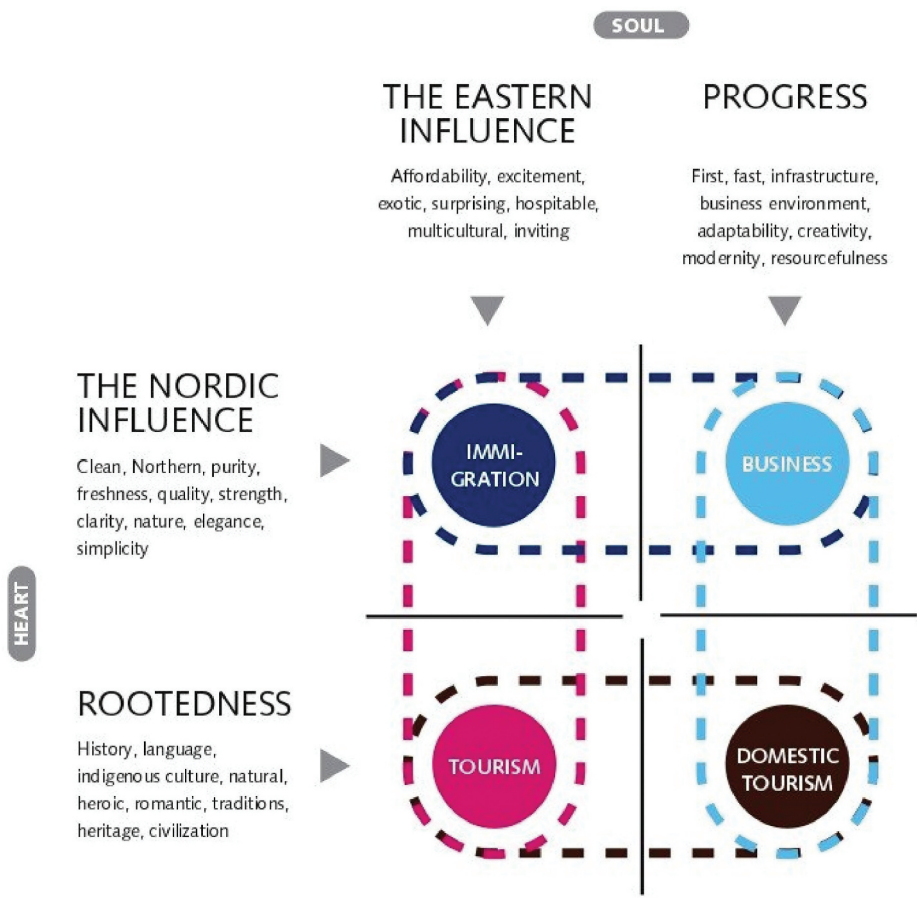 SOUL
THE EASTERN
INFLUENCE
Affordability, excitement,
exotic, surprising, hospitable,
multicultural, inviting
PROGRESS
First, fast, infrastructure,
business environment,
adaptability, creativity,
modernity, resourcefulness
HEART
THE NORDIC
INFLUENCE
Clean, Northern, purity,
freshness, quality, strength,
clarity, nature, elegance,
simplicity
IMMI-
GRATION
BUSINESS
ROOTEDNESS
History, language,
indigenous culture, natural,
heroic, romantic, traditions,
heritage, civilization
TOURISM
DOMESTIC
TOURISM